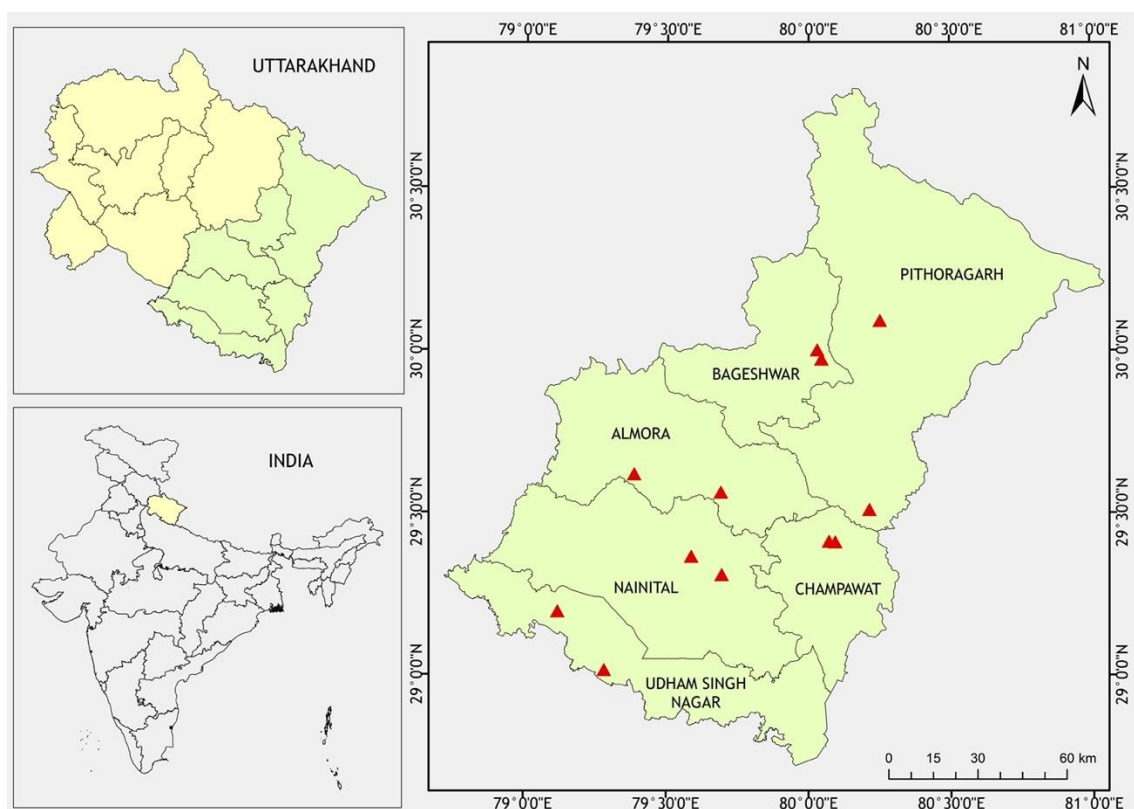 UTTARAKHAND
INDIA
79°0'0"E 79°30'0"E 80°0'0"E 80°30'0"E 81°0'0"E
N
30°30'0"N
30°30'0"N
PITHORAGARH
30°0'0"N
30°0'0"N
BAGESHWAR
ALMORA
29°30'0"N
29°30'0"N
NAINITAL
CHAMPAWAT
29°0'0"N
29°0'0"N
UDHAM SINGH
NAGAR
0 15 30 60 km
79°0'0"E 79°30'0"E 80°0'0"E 80°30'0"E 81°0'0"E